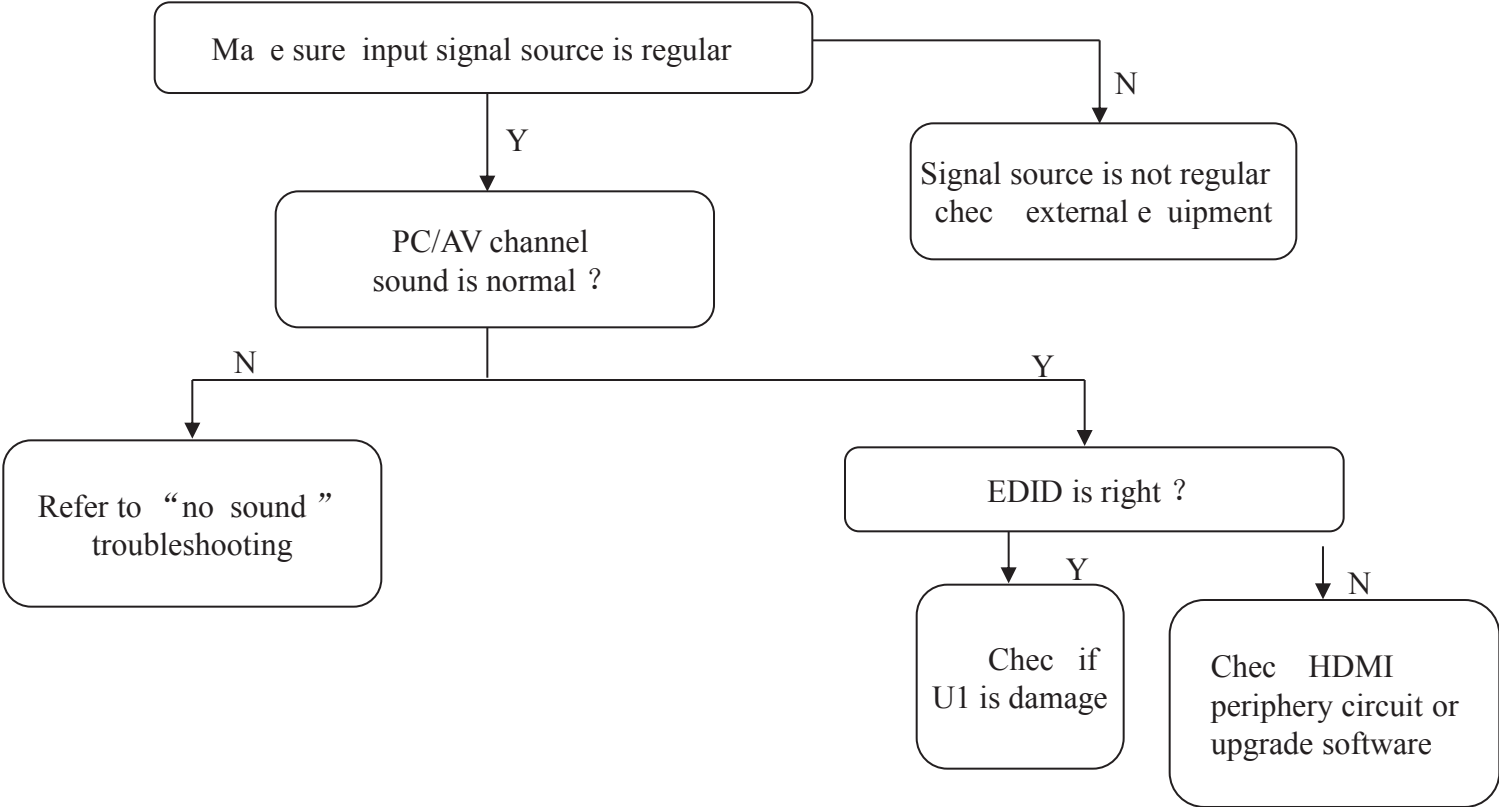 Ma e sure input signal source is regular
N
Y
Signal source is not regular
chec external e uipment
PC/AV channel
sound is normal ？
N
Y
Refer to “no sound”
troubleshooting
EDID is right ？
Y
N
Chec if
U1 is damage
Chec HDMI
periphery circuit or
upgrade software